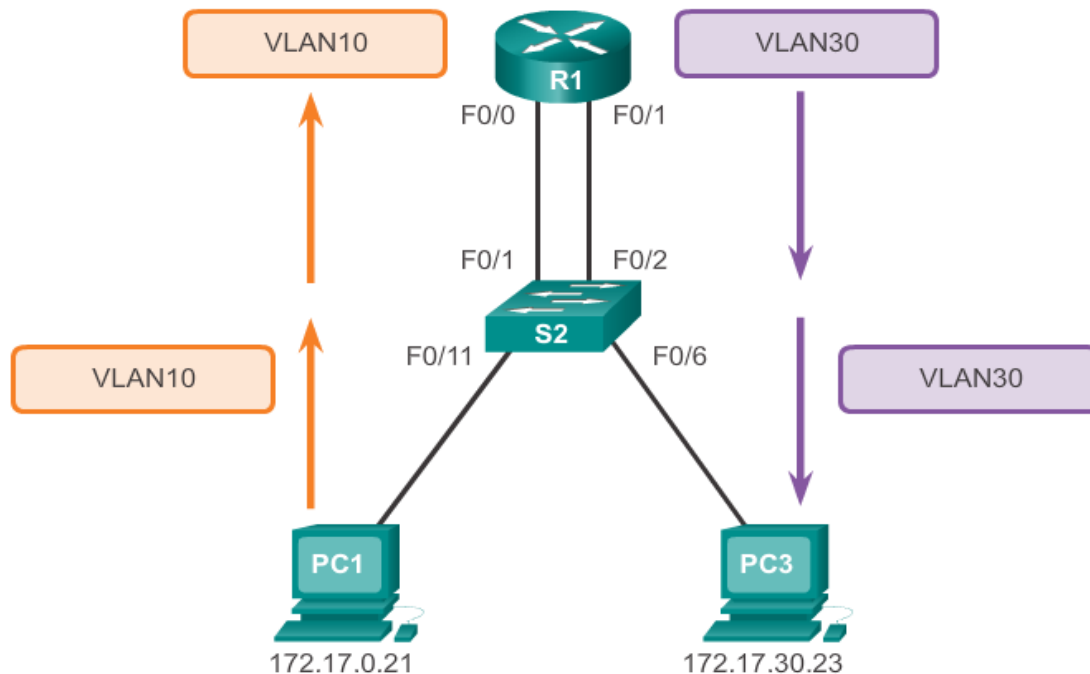 VLAN10
VLAN30
R1
F0/0
F0/1
F0/1
F0/2
S2
F0/11
F0/6
VLAN10
VLAN30
PC1
PC3
172.17.0.21
172.17.30.23